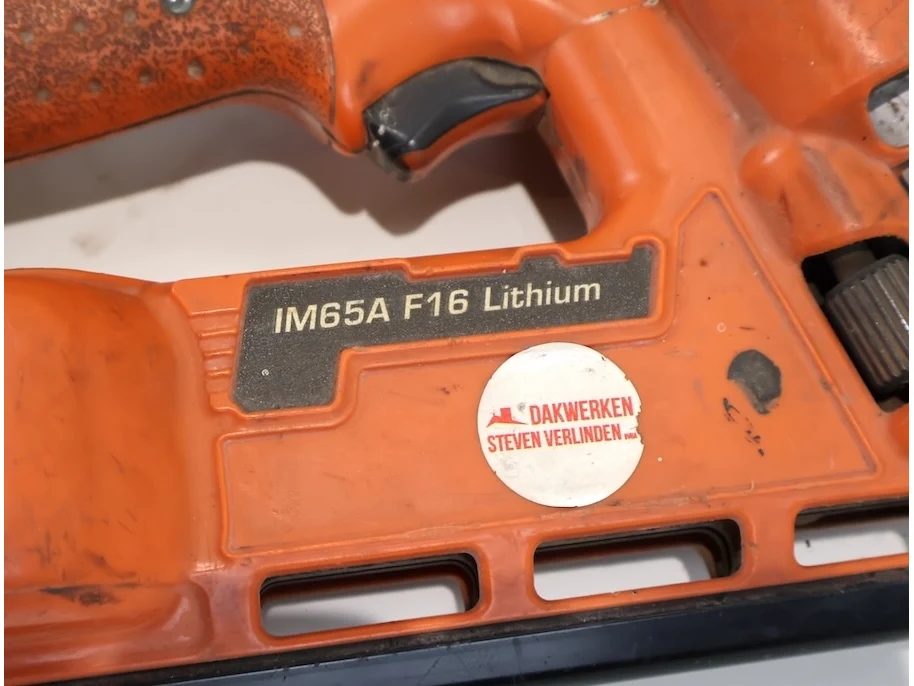 IM65A F16 Lithium
DAKWERKEN
STEVEN VERLINDEN